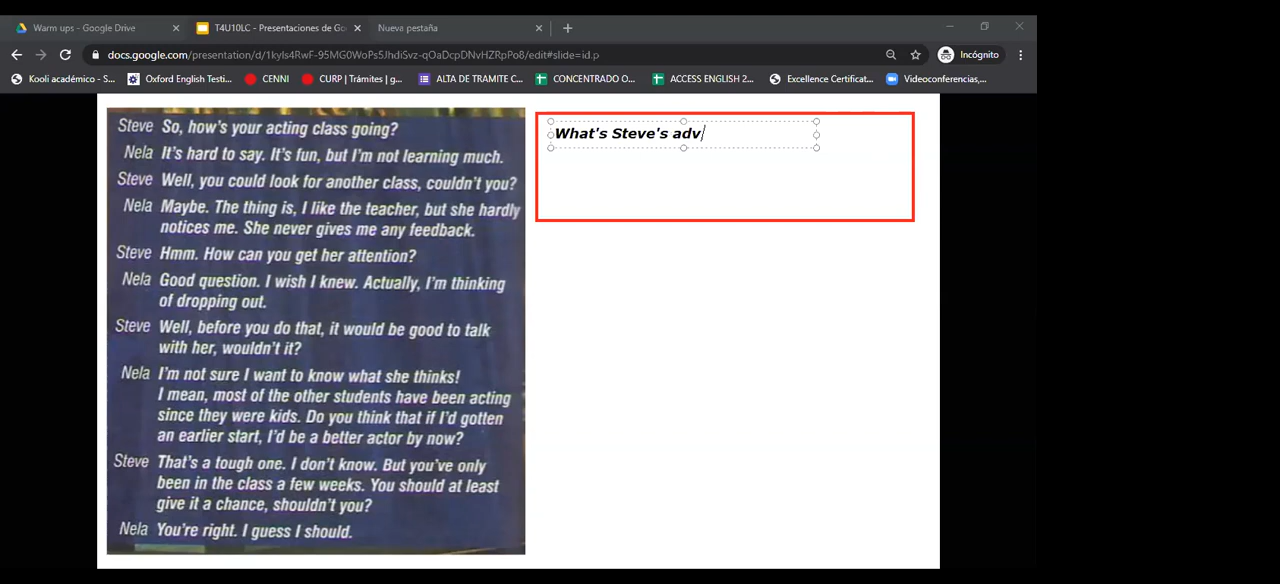 Warm ups - Google Drive
T4U10LC - Presentaciones de Go
Nueva pestaña
docs.google.com/presentation/d/1kyls4RwF-95MG0WoPs5JhdiSvz-qOaDcpDNvHZRpPo8/edit#slide=id.p
Incógnito
Kooli académico - S...
Oxford English Testi...
CENNI
CURP | Trámites | g...
ALTA DE TRAMITE C...
CONCENTRADO O...
ACCESS ENGLISH 2...
Excellence Certificat...
Videoconferencias,...
Steve So, how's your acting class going?
Nela It's hard to say. It's fun, but I'm not learning much.
Steve Well, you could look for another class, couldn't you?
Nela Maybe. The thing is, I like the teacher, but she hardly
notices me. She never gives me any feedback.
Steve Hmm. How can you get her attention?
Nela Good question. I wish I knew. Actually, I'm thinking
of dropping out.
Steve Well, before you do that, it would be good to talk
with her, wouldn't it?
Nela I'm not sure I want to know what she thinks!
I mean, most of the other students have been acting
since they were kids. Do you think that if I'd gotten
an earlier start, I'd be a better actor by now?
Steve That's a tough one. I don't know. But you've only
been in the class a few weeks. You should at least
give it a chance, shouldn't you?
Nela You're right. I guess I should.
What's Steve's adv